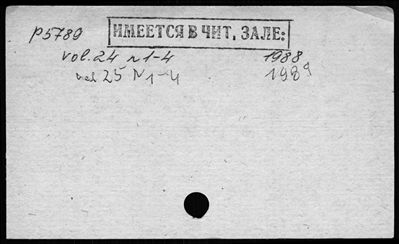 P5789 ИМЕЕТСЯ В ЧИТ. ЗАЛЕ:
vol. 24 n 1-4 1988
vol 25 N 1-4 1989